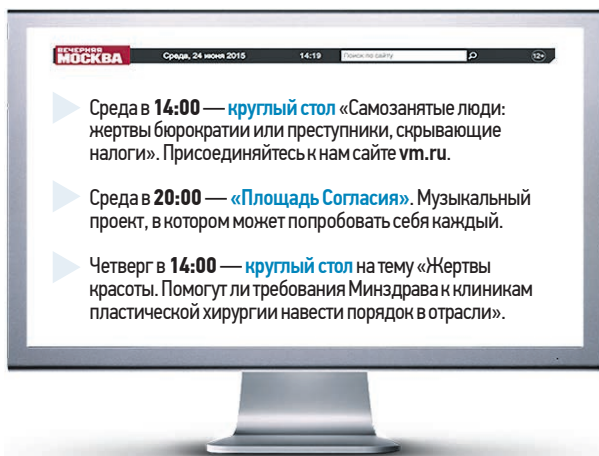 ВЕЧЕРНЯЯ
МОСКВА
Среда, 24 июня 2015
14:19
Поиск по сайту
12+
Среда в 14:00 — круглый стол «Самозанятые люди:
жертвы бюрократии или преступники, скрывающие
налоги». Присоединяйтесь к нам сайте vm.ru.
Среда в 20:00 — «Площадь Согласия». Музыкальный
проект, в котором может попробовать себя каждый.
Четверг в 14:00 — круглый стол на тему «Жертвы
красоты. Помогут ли требования Минздрава к клиникам
пластической хирургии навести порядок в отрасли».